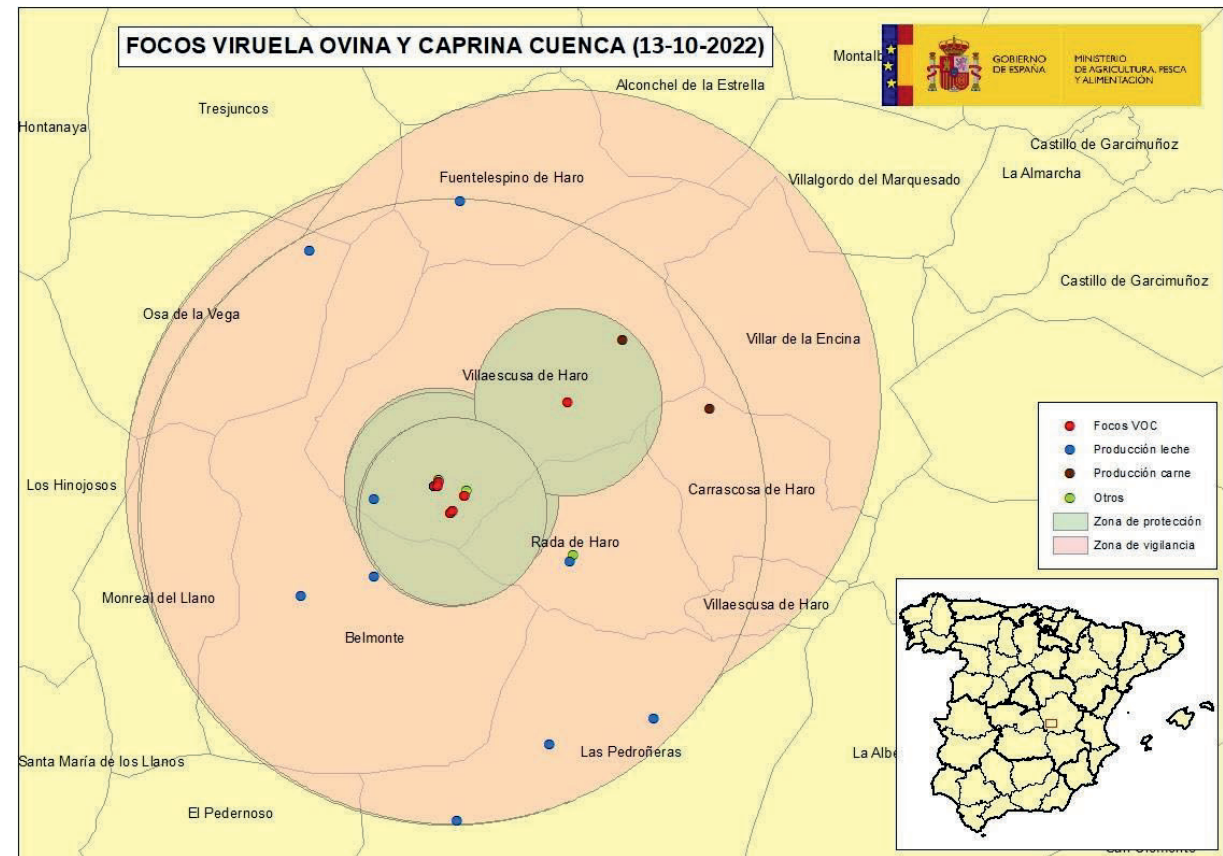 FOCOS VIRUELA OVINA Y CAPRINA CUENCA (13-10-2022)
GOBIERNO
DE ESPAÑA
MINISTERIO
DE AGRICULTURA, PESCA
Y ALIMENTACIÓN
Alconchel de la Estrella
Tresjuncos
Hontanaya
Castillo de Garcimuñoz
La Almarcha
Fuentelespino de Haro
Villalgordo del Marquesado
Castillo de Garcimuñoz
Osa de la Vega
Villar de la Encina
Villaescusa de Haro
Los Hinojosos
Carrascosa de Haro
Rada de Haro
Monreal del Llano
Villaescusa de Haro
Belmonte
Las Pedroñeras
Santa María de los Llanos
El Pedernoso
La Albe
Focos VOC
Producción leche
Producción carne
Otros
Zona de protección
Zona de vigilancia